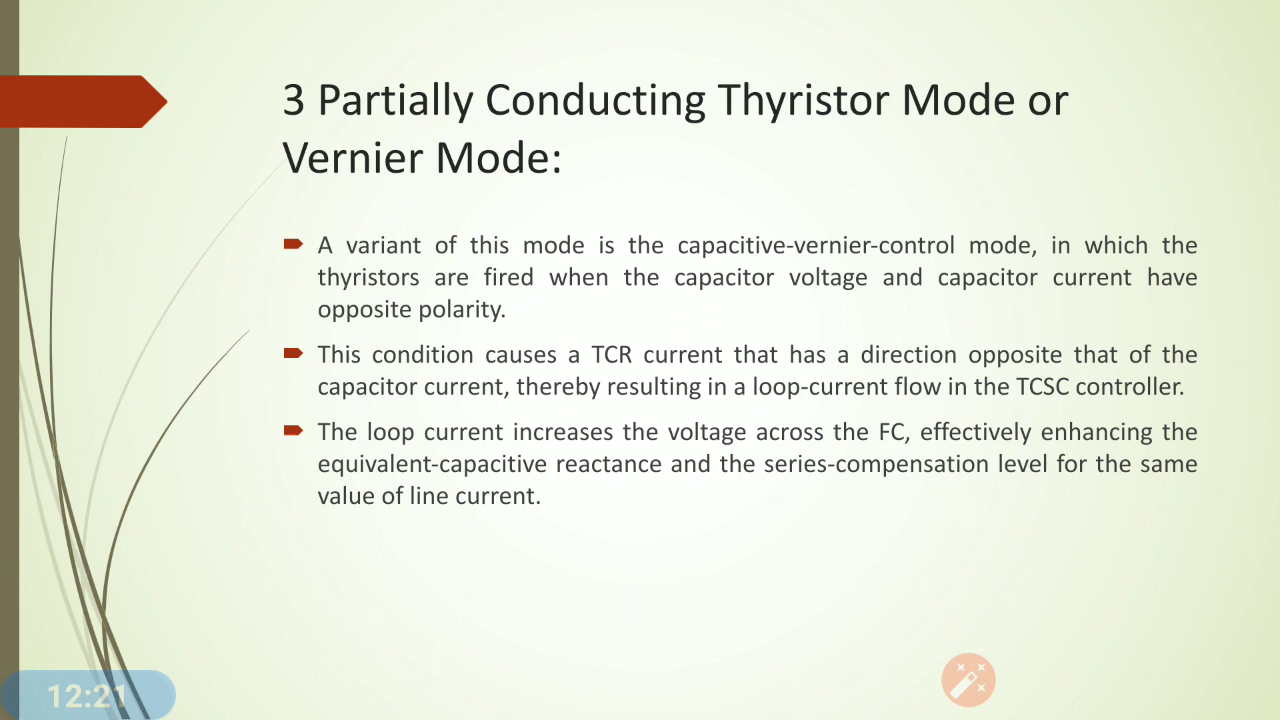 3 Partially Conducting Thyristor Mode or
Vernier Mode:
A variant of this mode is the capacitive-vernier-control mode, in which the
thyristors are fired when the capacitor voltage and capacitor current have
opposite polarity.
This condition causes a TCR current that has a direction opposite that of the
capacitor current, thereby resulting in a loop-current flow in the TCSC controller.
The loop current increases the voltage across the FC, effectively enhancing the
equivalent-capacitive reactance and the series-compensation level for the same
value of line current.
12:21